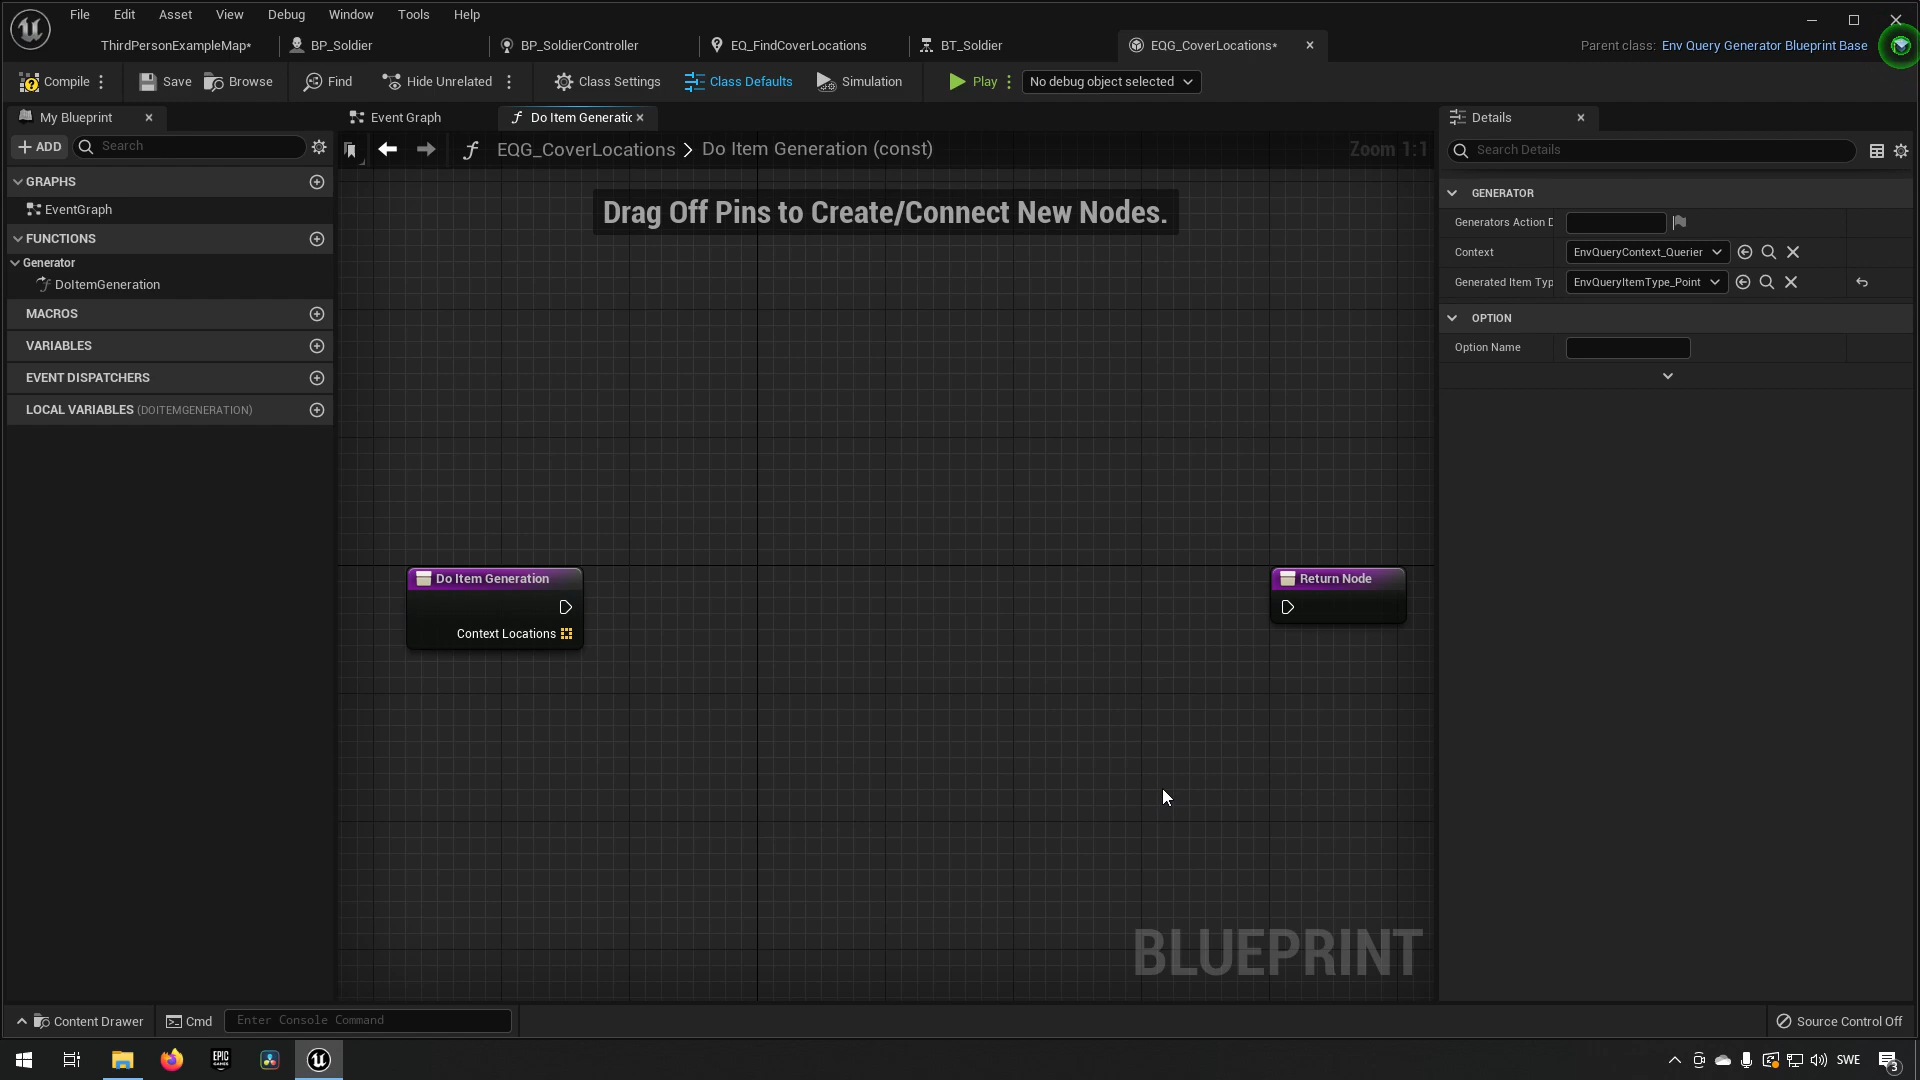 File Edit Asset View Debug Window Tools Help
ThirdPersonExampleMap* BP_Soldier BP_SoldierController EQ_FindCoverLocations BT_Soldier EQG_CoverLocations* Parent class: Env Query Generator Blueprint Base
Compile Save Browse Find Hide Unrelated Class Settings Class Defaults Simulation Play No debug object selected
My Blueprint Event Graph Do Item Generatic Details
ADD Search EQG_CoverLocations > Do Item Generation (const) Zoom 1:1 Search Details
GRAPHS
EventGraph
FUNCTIONS
Generator
DoItemGeneration
MACROS
VARIABLES
EVENT DISPATCHERS
LOCAL VARIABLES (DOITEMGENERATION)
Drag Off Pins to Create/Connect New Nodes.
Do Item Generation
Context Locations
Return Node
BLUEPRINT
GENERATOR
Generators Action D
Context EnvQueryContext_Querier
Generated Item Typ EnvQueryItemType_Point
OPTION
Option Name
Content Drawer Cmd Enter Console Command Source Control Off
EPIC GAMES SWE 3